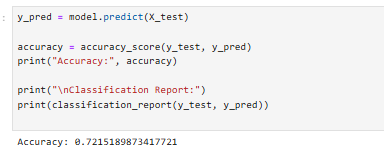 :
y_pred = model.predict(X_test)
accuracy = accuracy_score(y_test, y_pred)
print("Accuracy:", accuracy)
print("\nClassification Report:")
print(classification_report(y_test, y_pred))
Accuracy: 0.7215189873417721